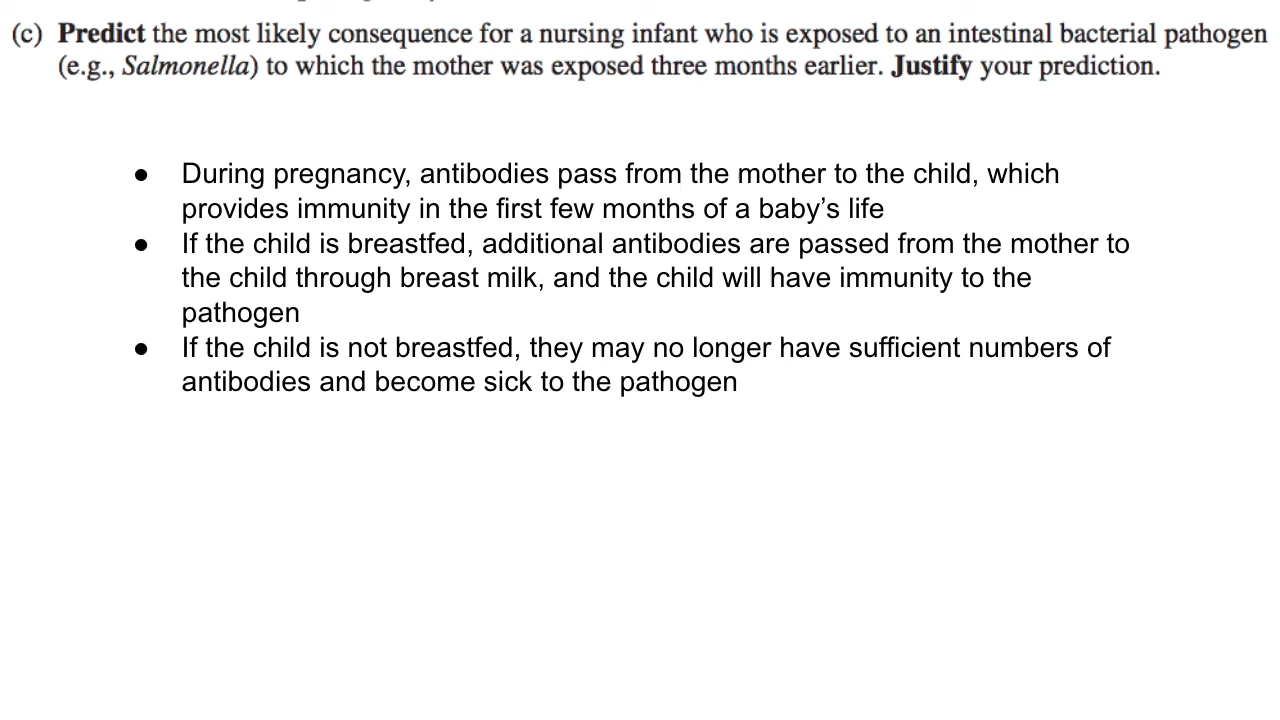 (c) Predict the most likely consequence for a nursing infant who is exposed to an intestinal bacterial pathogen
(e.g., Salmonella) to which the mother was exposed three months earlier. Justify your prediction.
● During pregnancy, antibodies pass from the mother to the child, which
provides immunity in the first few months of a baby’s life
● If the child is breastfed, additional antibodies are passed from the mother to
the child through breast milk, and the child will have immunity to the
pathogen
● If the child is not breastfed, they may no longer have sufficient numbers of
antibodies and become sick to the pathogen